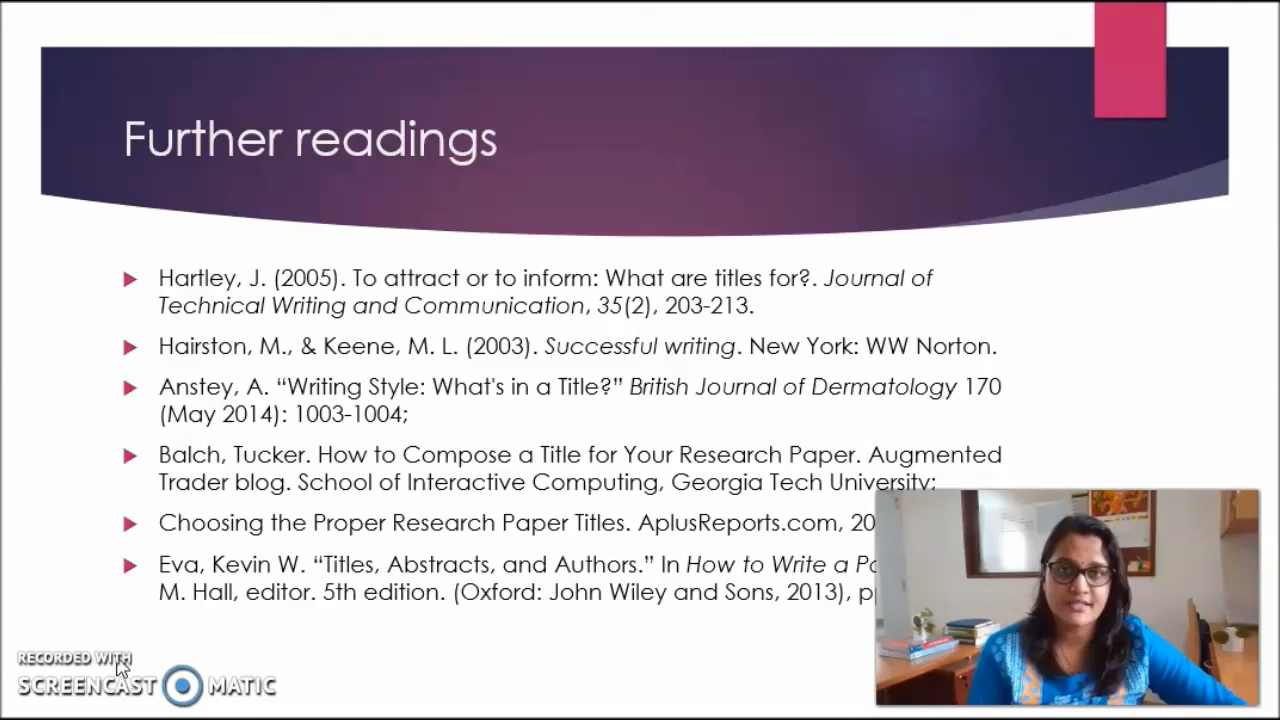 Further readings
Hartley, J. (2005). To attract or to inform: What are titles for?. Journal of
Technical Writing and Communication, 35(2), 203-213.
Hairston, M., & Keene, M. L. (2003). Successful writing. New York: WW Norton.
Anstey, A. “Writing Style: What's in a Title?” British Journal of Dermatology 170
(May 2014): 1003-1004;
Balch, Tucker. How to Compose a Title for Your Research Paper. Augmented
Trader blog. School of Interactive Computing, Georgia Tech University;
Choosing the Proper Research Paper Titles. AplusReports.com, 20
Eva, Kevin W. “Titles, Abstracts, and Authors.” In How to Write a
M. Hall, editor. 5th edition. (Oxford: John Wiley and Sons, 2013),
RECORDED WITH
SCREENCAST MATIC